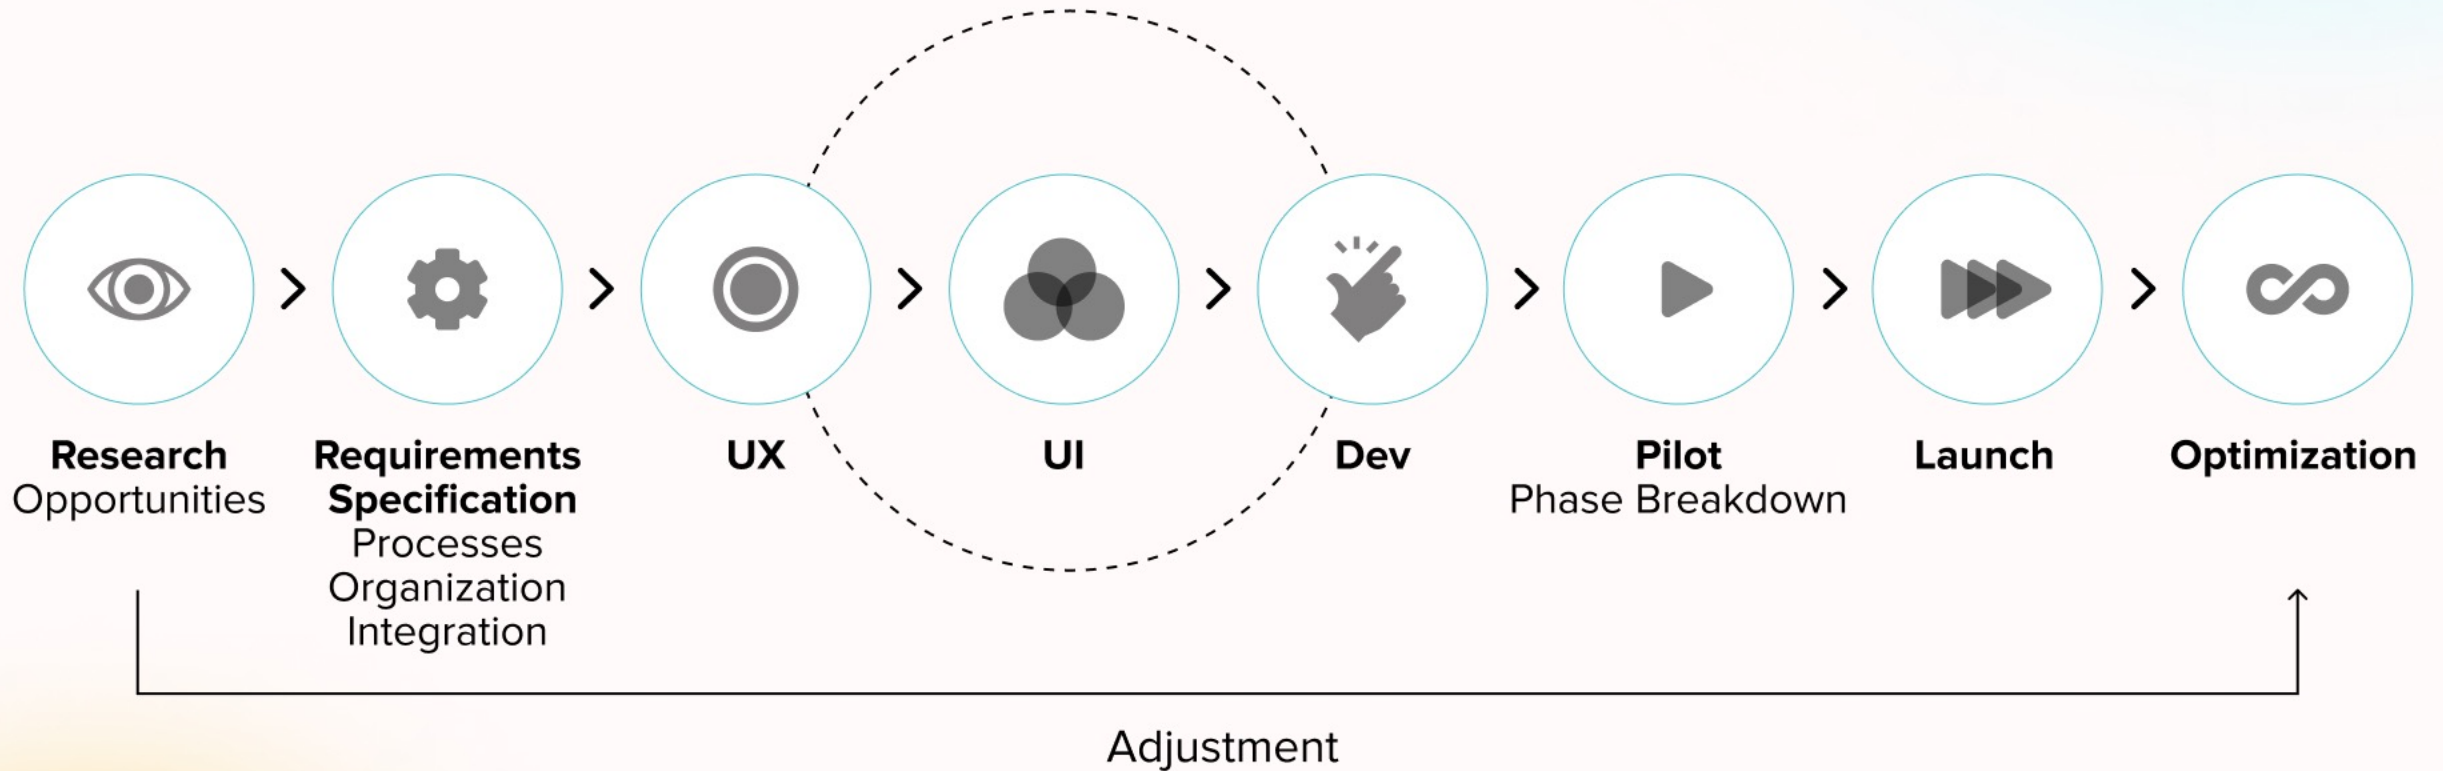 Research
Opportunities
Requirements
Specification
Processes
Organization
Integration
UX
UI
Dev
Pilot
Phase Breakdown
Launch
Optimization
Adjustment